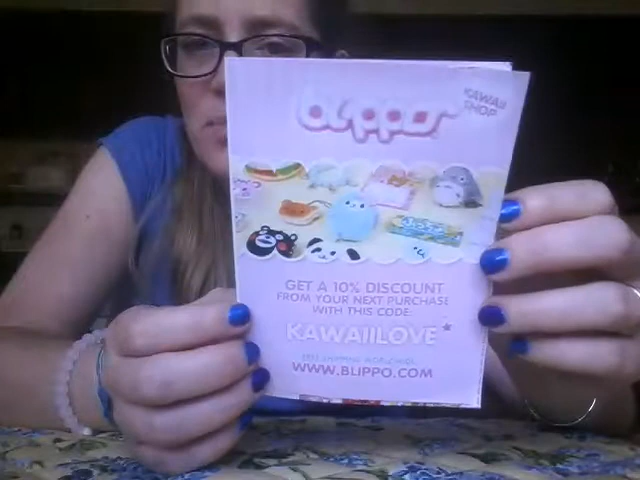 blippo
KAWAII
SHOP
GET A 10% DISCOUNT
FROM YOUR NEXT PURCHASE
WITH THIS CODE:
KAWAIILOVE*
FREE SHIPPING WORLDWIDE
WWW.BLIPPO.COM